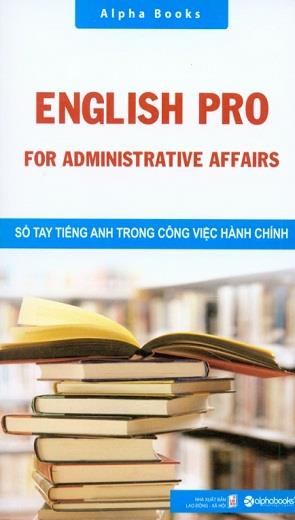 Alpha Books
ENGLISH PRO
FOR ADMINISTRATIVE AFFAIRS
SỔ TAY TIẾNG ANH TRONG CÔNG VIỆC HÀNH CHÍNH
NHÀ XUẤT BẢN
LAO ĐỘNG - XÃ HỘI
alphabooks